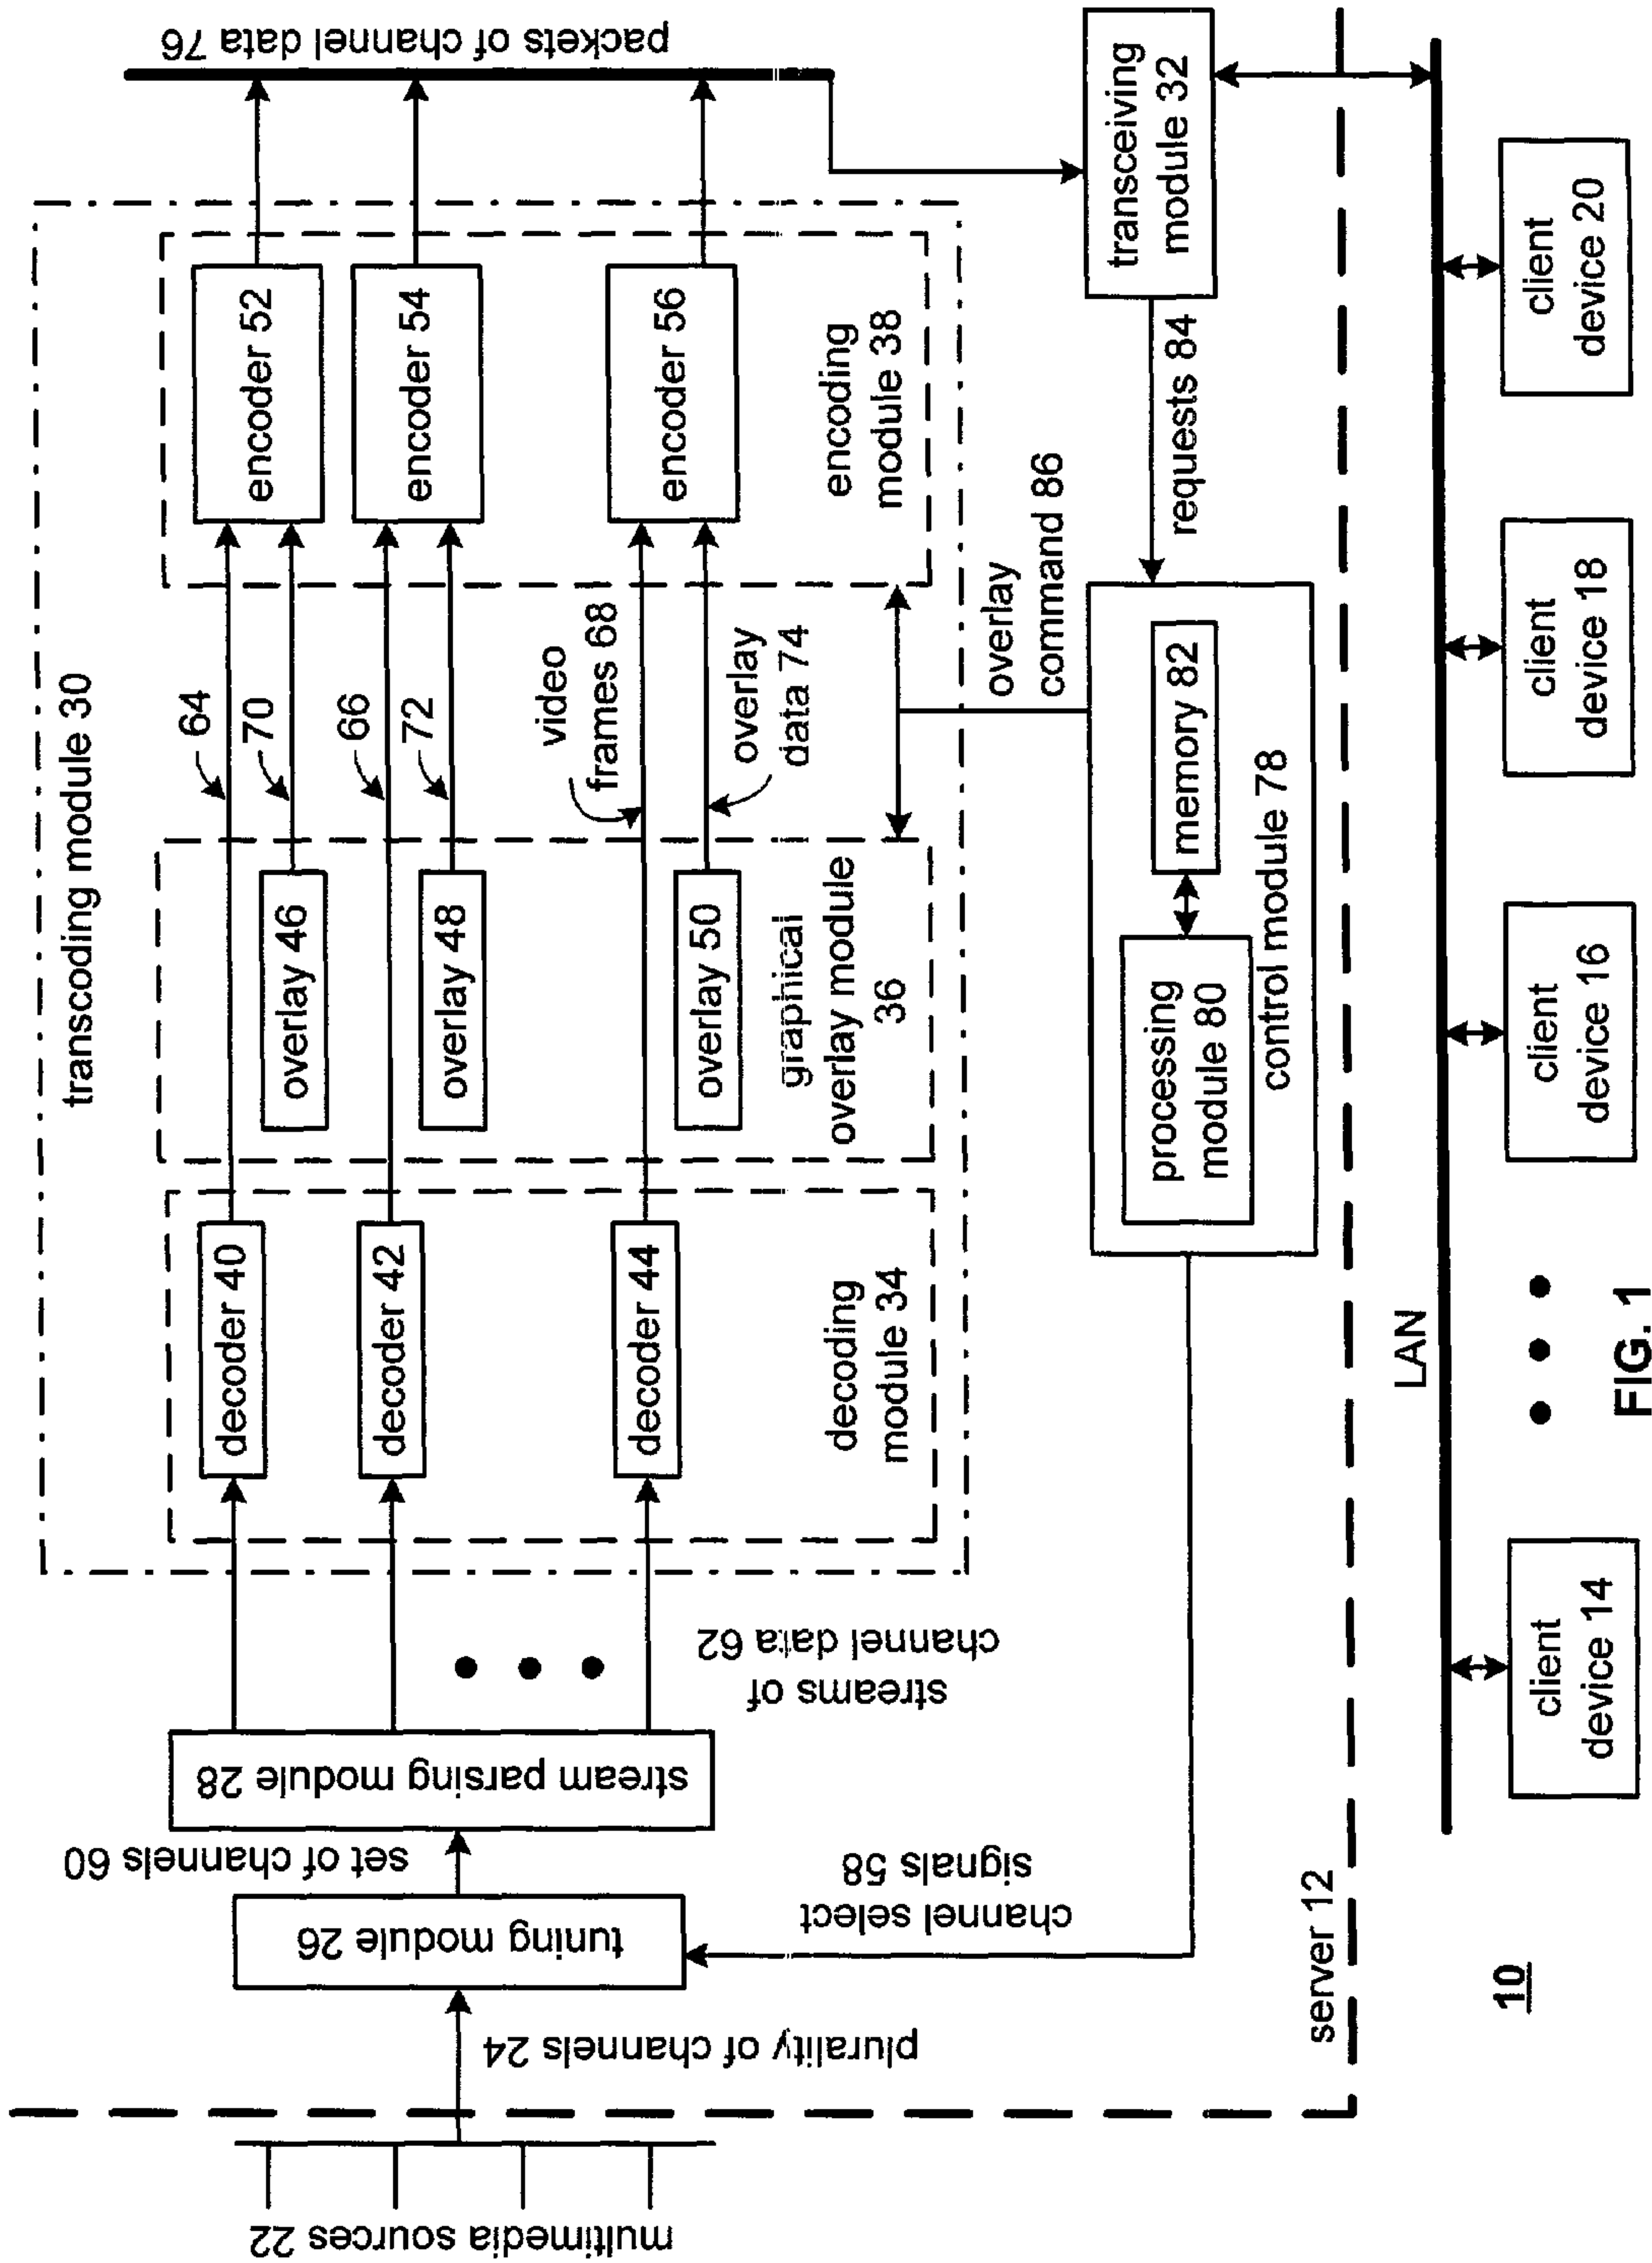 transcoding module 30
decoder 40
decoder 42
decoder 44
decoding
module 34
overlay 46
overlay 48
overlay 50
graphical
overlay module
36
64
70
66
72
video
frames 68
overlay
data 74
encoder 52
encoder 54
encoder 56
encoding
module 38
packets of channel data 76
multimedia sources 22
plurality of channels 24
tuning module 26
set of channels 60
stream parsing module 28
streams of
channel data 62
channel select
signals 58
overlay
command 86
processing
module 80
memory 82
control module 78
requests 84
transceiving
module 32
server 12
LAN
10
client
device 14
client
device 16
client
device 18
client
device 20
FIG. 1